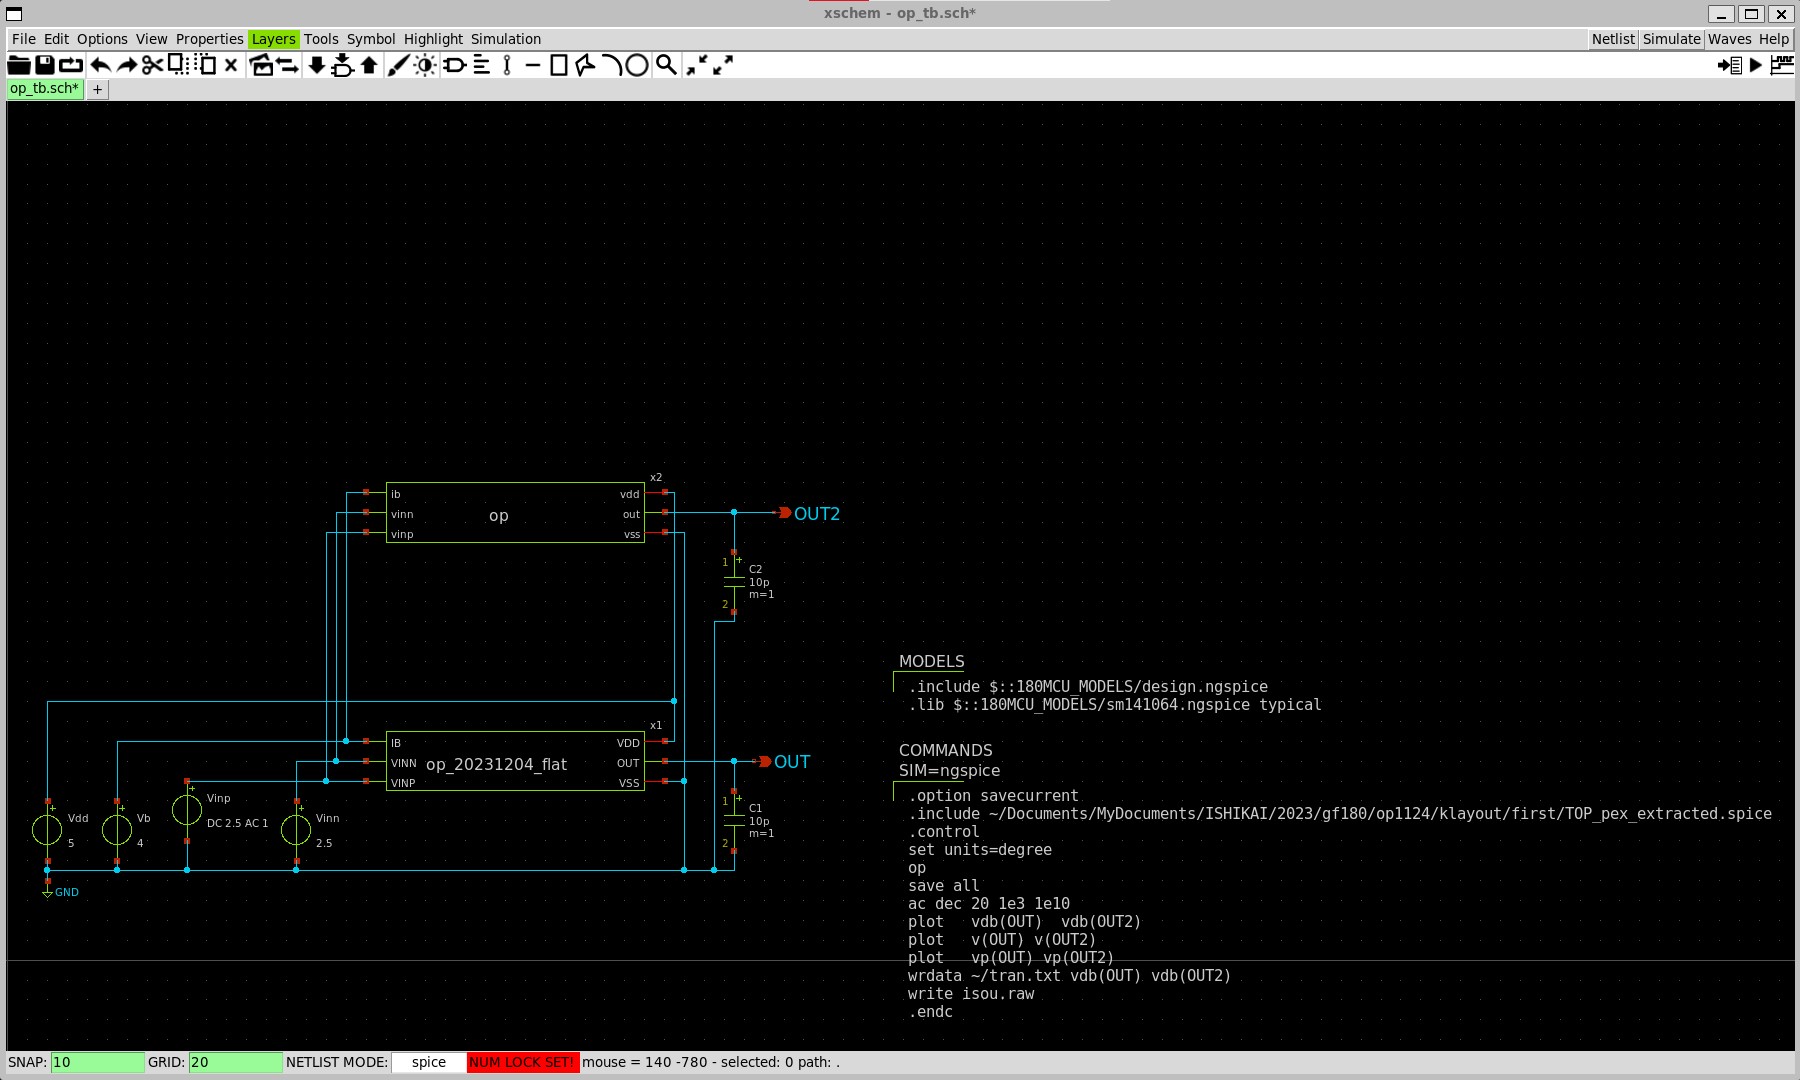 xschem - op_tb.sch*
File Edit Options View Properties Layers Tools Symbol Highlight Simulation Netlist Simulate Waves Help
op_tb.sch* +
x2
ib vdd
vinn op out OUT2
vinp vss
1 +
C2
10p
m=1
2
MODELS
.include $::180MCU_MODELS/design.ngspice
.lib $::180MCU_MODELS/sm141064.ngspice typical
x1
IB VDD
VINN op_20231204_flat OUT OUT
VINP VSS
+ Vdd 5
+ Vb 4
+ Vinp DC 2.5 AC 1
+ Vinn 2.5
1 +
C1
10p
m=1
2
GND
COMMANDS
SIM=ngspice
.option savecurrent
.include ~/Documents/MyDocuments/ISHIKAI/2023/gf180/op1124/klayout/first/TOP_pex_extracted.spice
.control
set units=degree
op
save all
ac dec 20 1e3 1e10
plot   vdb(OUT)  vdb(OUT2)
plot   v(OUT) v(OUT2)
plot   vp(OUT) vp(OUT2)
wrdata ~/tran.txt vdb(OUT) vdb(OUT2)
write isou.raw
.endc
SNAP: 10 GRID: 20 NETLIST MODE: spice NUM LOCK SET! mouse = 140 -780 - selected: 0 path: .